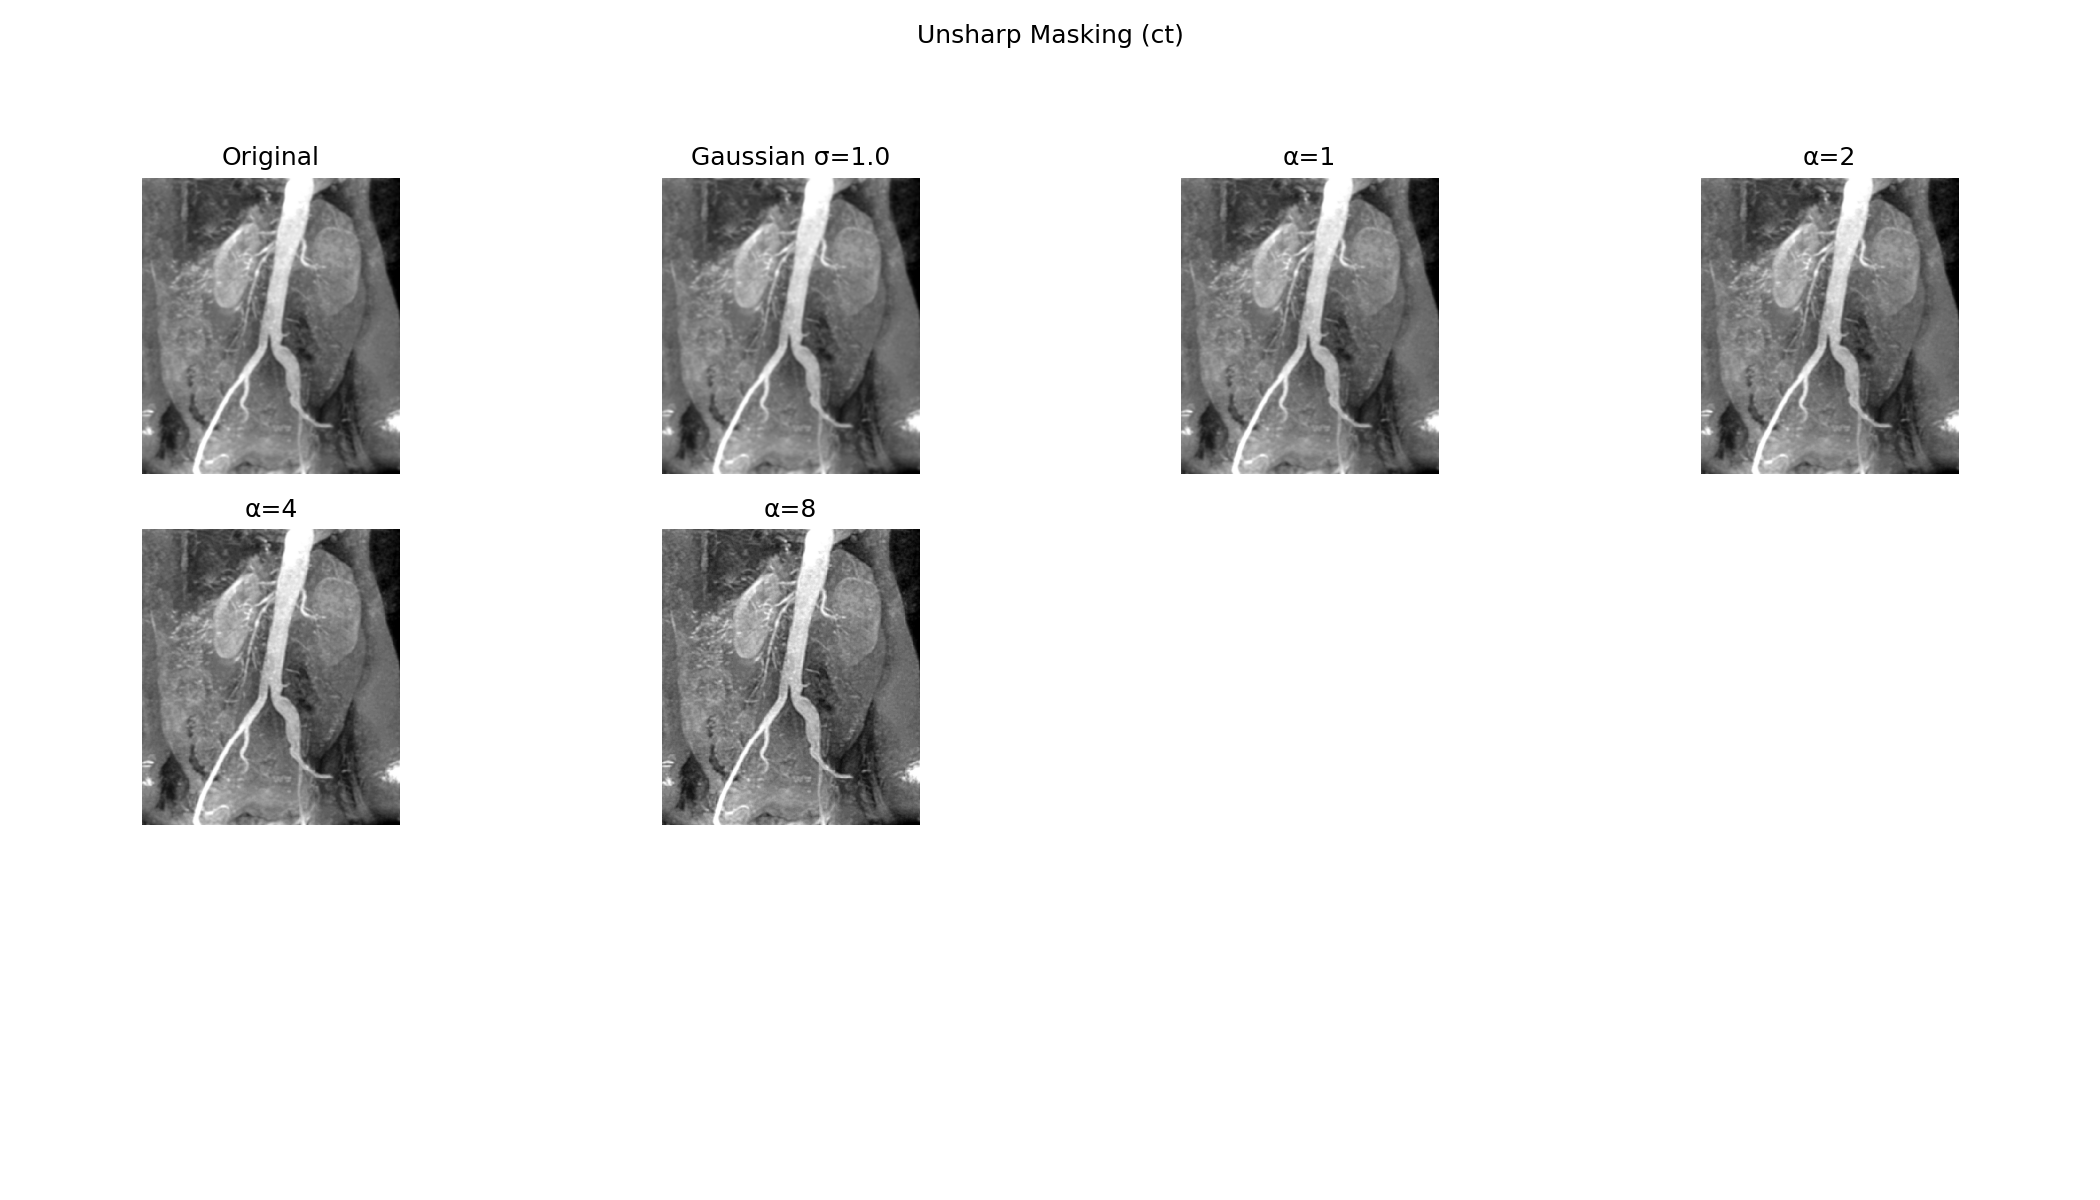 Unsharp Masking (ct)
Original
Gaussian σ=1.0
α=1
α=2
α=4
α=8